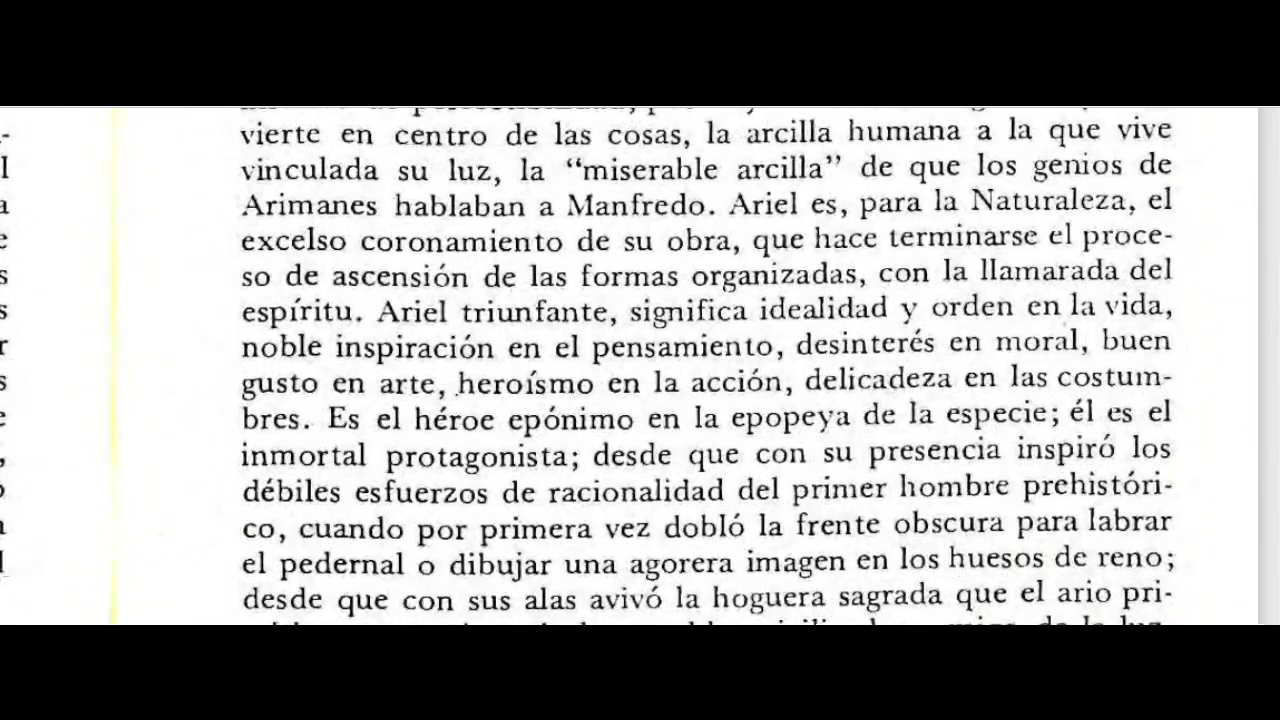 vierte en centro de las cosas, la arcilla humana a la que vive
vinculada su luz, la “miserable arcilla” de que los genios de
Arimanes hablaban a Manfredo. Ariel es, para la Naturaleza, el
excelso coronamiento de su obra, que hace terminarse el proce-
so de ascensión de las formas organizadas, con la llamarada del
espíritu. Ariel triunfante, significa idealidad y orden en la vida,
noble inspiración en el pensamiento, desinterés en moral, buen
gusto en arte, heroísmo en la acción, delicadeza en las costum-
bres. Es el héroe epónimo en la epopeya de la especie; él es el
inmortal protagonista; desde que con su presencia inspiró los
débiles esfuerzos de racionalidad del primer hombre prehistóri-
co, cuando por primera vez dobló la frente obscura para labrar
el pedernal o dibujar una agorera imagen en los huesos de reno;
desde que con sus alas avivó la hoguera sagrada que el ario pri-